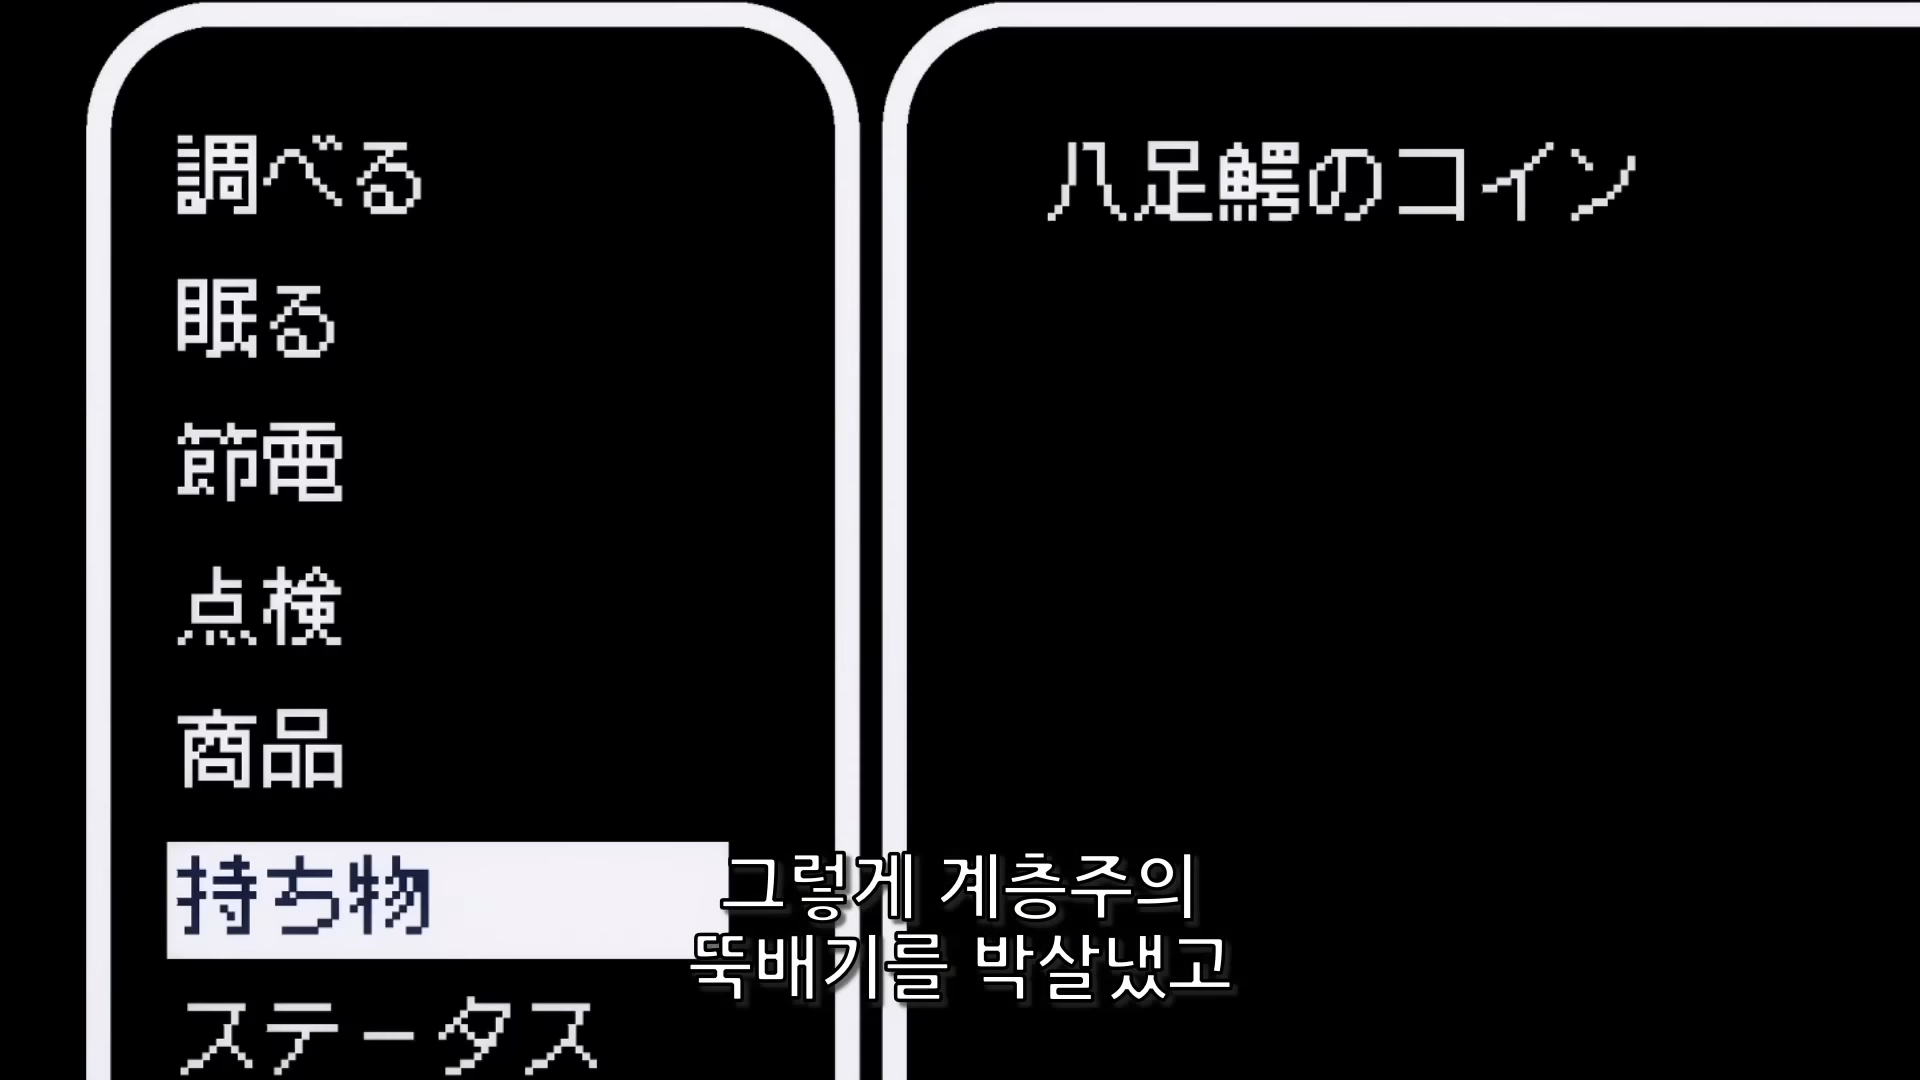 調べる
眠る
節電
点検
商品
持ち物
ステータス
八足鰐のコイン
그렇게 계층주의
뚝배기를 박살냈고